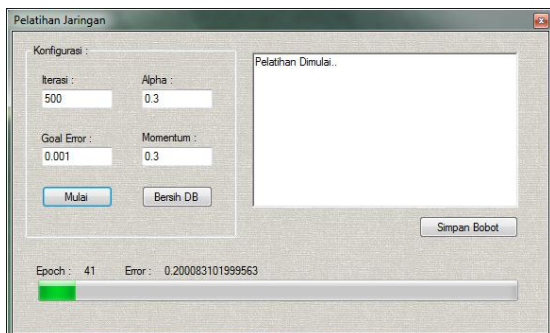 Pelatihan Jaringan
Konfigurasi :
Iterasi : Alpha :
500 0.3
Goal Error : Momentum :
0.001 0.3
Mulai Bersih DB
Pelatihan Dimulai..
Simpan Bobot
Epoch : 41 Error : 0.200083101999563